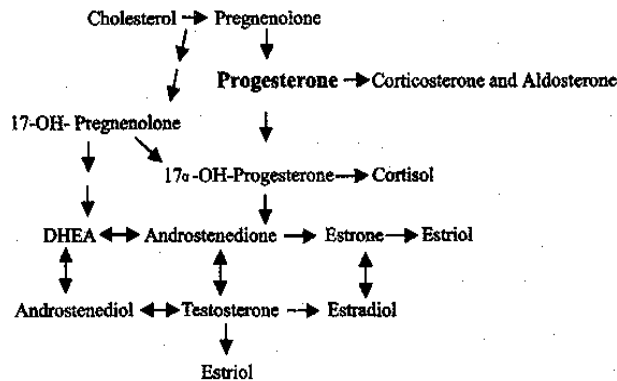 Cholesterol Pregnenoione
Progesterone Corticosterone and Aldosterone
17-OH- Pregnenolone
17α-OH-Progesterone Cortisol
DHEA Androstenedione Estrone Estriol
Androstenediol Testosterone Estradiol
Estriol